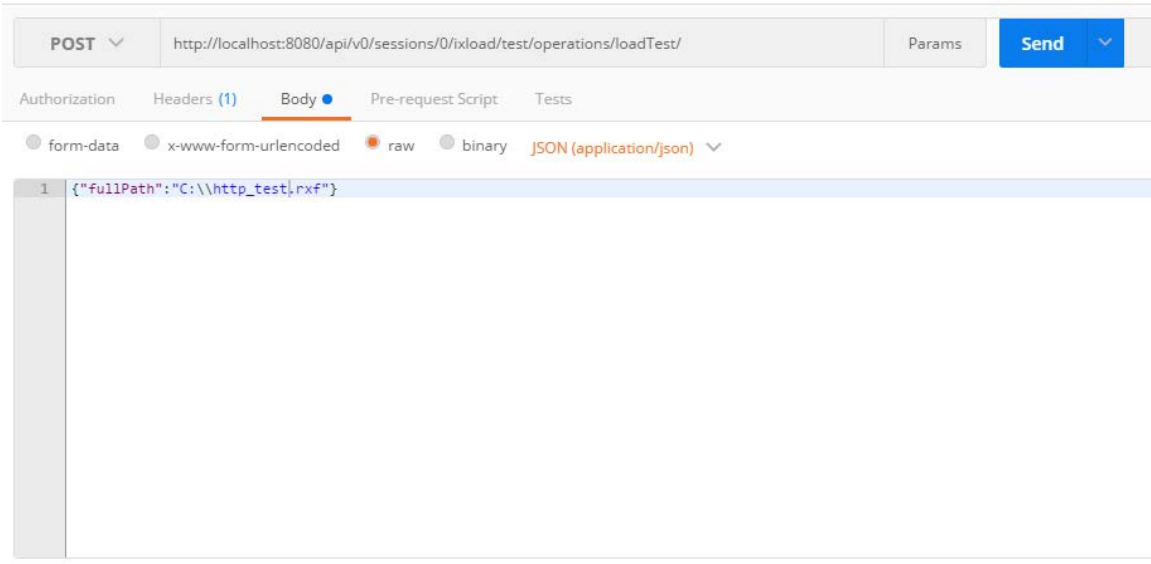 POST http://localhost:8080/api/v0/sessions/0/ixload/test/operations/loadTest/ Params Send
Authorization Headers (1) Body Pre-request Script Tests
form-data x-www-form-urlencoded raw binary JSON (application/json)
1 {"fullPath":"C:\\http_test.rxf"}